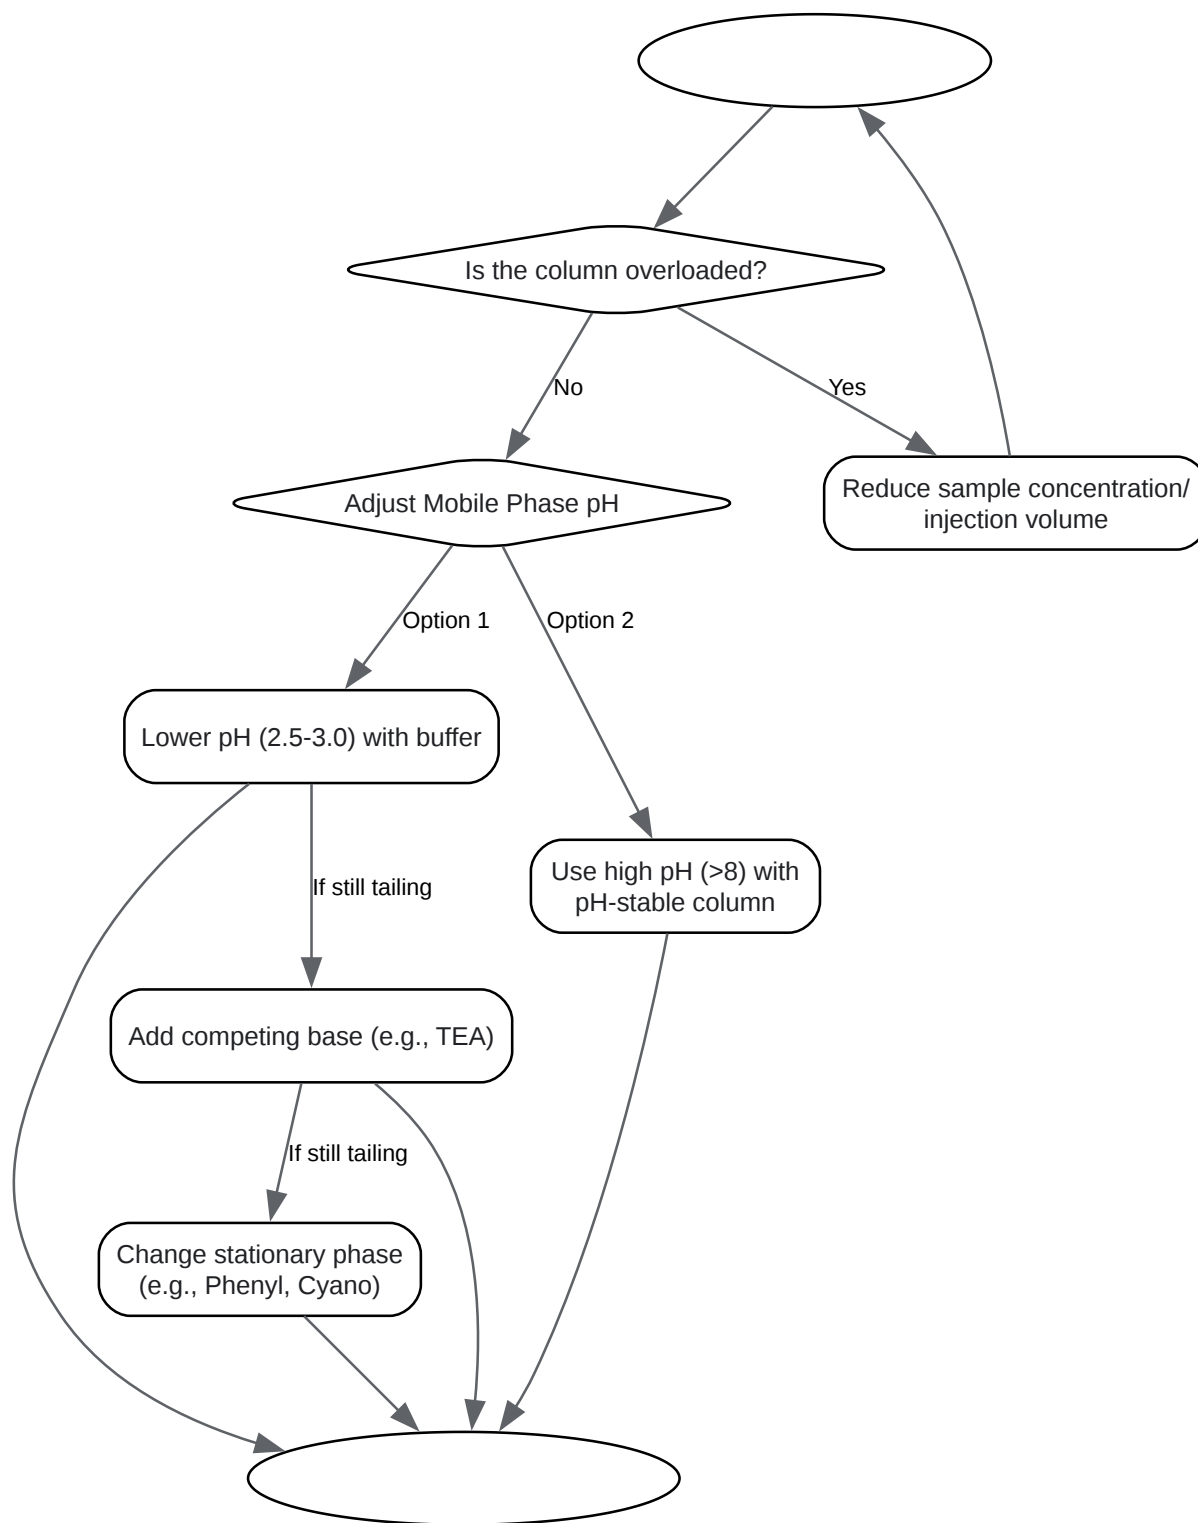 Is the column overloaded?
No
Yes
Adjust Mobile Phase pH
Reduce sample concentration/
injection volume
Option 1
Option 2
Lower pH (2.5-3.0) with buffer
Use high pH (>8) with
pH-stable column
If still tailing
Add competing base (e.g., TEA)
If still tailing
Change stationary phase
(e.g., Phenyl, Cyano)